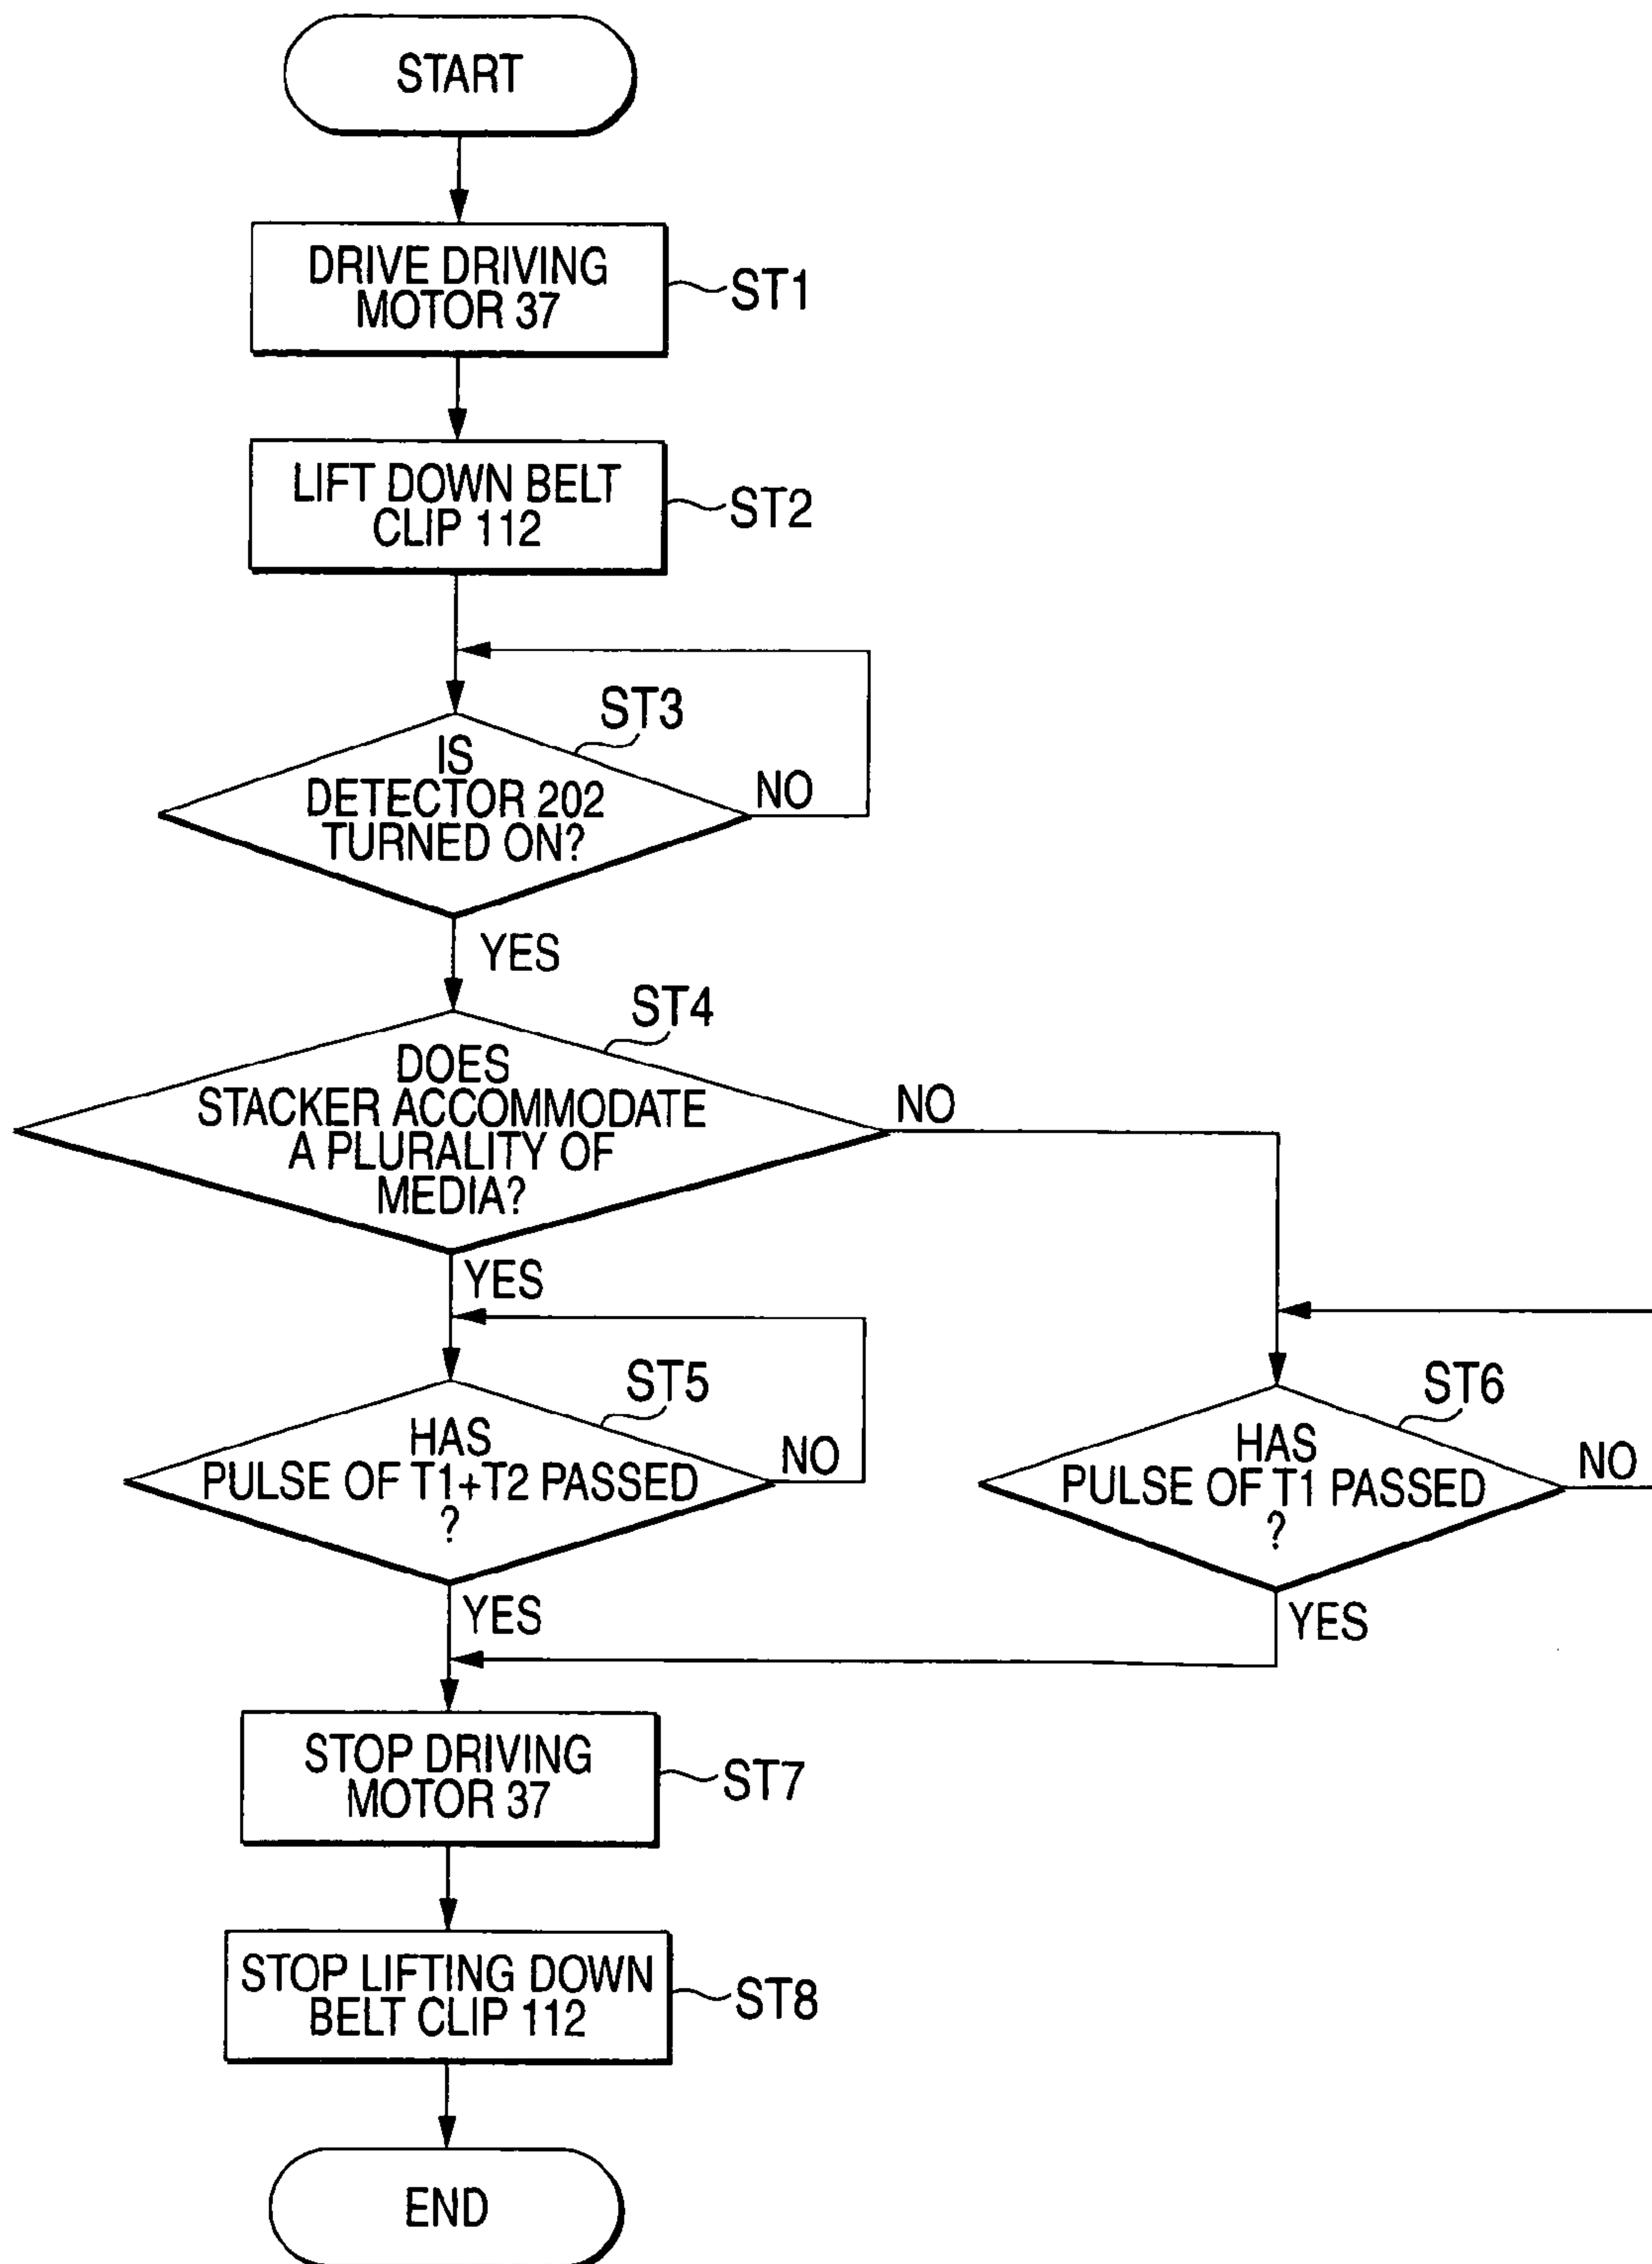 START
DRIVE DRIVING
MOTOR 37
ST1
LIFT DOWN BELT
CLIP 112
ST2
ST3
IS
DETECTOR 202
TURNED ON?
NO
YES
ST4
DOES
STACKER ACCOMMODATE
A PLURALITY OF
MEDIA?
NO
YES
ST5
HAS
PULSE OF T1+T2 PASSED
?
NO
YES
ST6
HAS
PULSE OF T1 PASSED
?
NO
YES
STOP DRIVING
MOTOR 37
ST7
STOP LIFTING DOWN
BELT CLIP 112
ST8
END